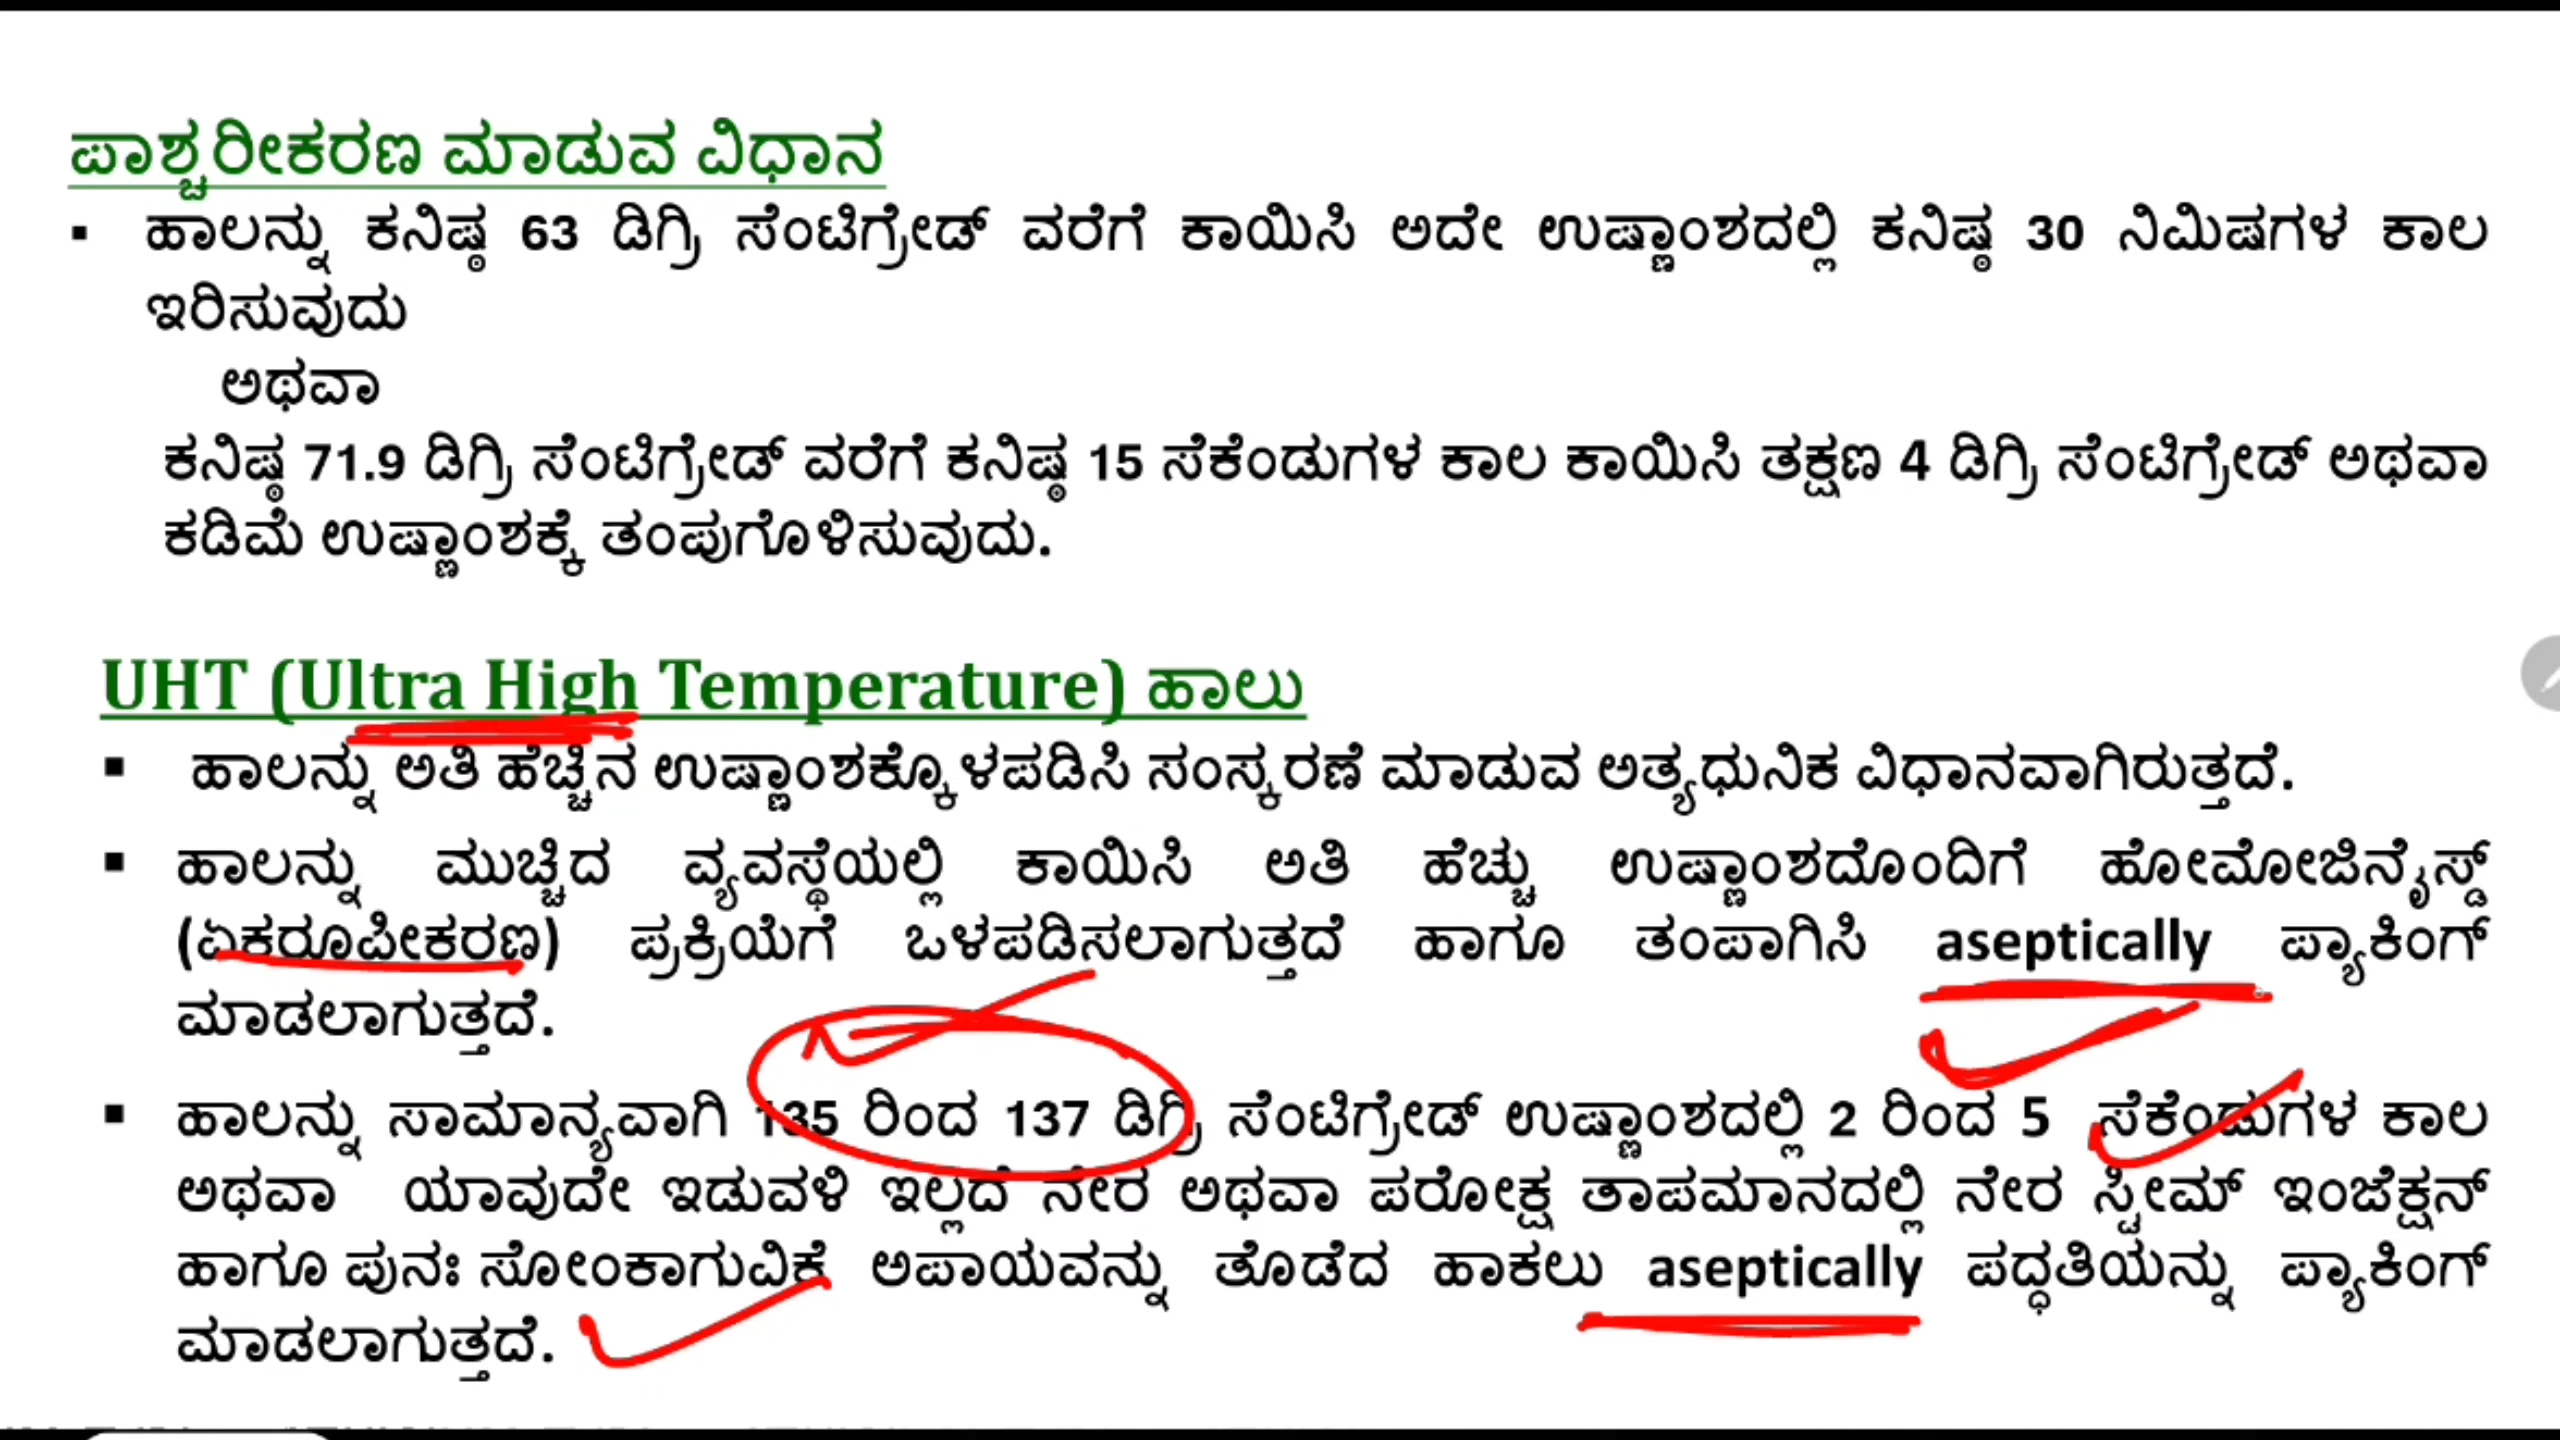 ಪಾಶ್ಚರೀಕರಣ ಮಾಡುವ ವಿಧಾನ
▪ ಹಾಲನ್ನು ಕನಿಷ್ಠ 63 ಡಿಗ್ರಿ ಸೆಂಟಿಗ್ರೇಡ್ ವರೆಗೆ ಕಾಯಿಸಿ ಅದೇ ಉಷ್ಣಾಂಶದಲ್ಲಿ ಕನಿಷ್ಠ 30 ನಿಮಿಷಗಳ ಕಾಲ
ಇರಿಸುವುದು
ಅಥವಾ
ಕನಿಷ್ಠ 71.9 ಡಿಗ್ರಿ ಸೆಂಟಿಗ್ರೇಡ್ ವರೆಗೆ ಕನಿಷ್ಠ 15 ಸೆಕೆಂಡುಗಳ ಕಾಲ ಕಾಯಿಸಿ ತಕ್ಷಣ 4 ಡಿಗ್ರಿ ಸೆಂಟಿಗ್ರೇಡ್ ಅಥವಾ
ಕಡಿಮೆ ಉಷ್ಣಾಂಶಕ್ಕೆ ತಂಪುಗೊಳಿಸುವುದು.
UHT (Ultra High Temperature) ಹಾಲು
▪ ಹಾಲನ್ನು ಅತಿ ಹೆಚ್ಚಿನ ಉಷ್ಣಾಂಶಕ್ಕೊಳಪಡಿಸಿ ಸಂಸ್ಕರಣೆ ಮಾಡುವ ಅತ್ಯಧುನಿಕ ವಿಧಾನವಾಗಿರುತ್ತದೆ.
▪ ಹಾಲನ್ನು ಮುಚ್ಚಿದ ವ್ಯವಸ್ಥೆಯಲ್ಲಿ ಕಾಯಿಸಿ ಅತಿ ಹೆಚ್ಚು ಉಷ್ಣಾಂಶದೊಂದಿಗೆ ಹೋಮೋಜಿನೈಸ್ಡ್
(ಏಕರೂಪೀಕರಣ) ಪ್ರಕ್ರಿಯೆಗೆ ಒಳಪಡಿಸಲಾಗುತ್ತದೆ ಹಾಗೂ ತಂಪಾಗಿಸಿ aseptically ಪ್ಯಾಕಿಂಗ್
ಮಾಡಲಾಗುತ್ತದೆ.
▪ ಹಾಲನ್ನು ಸಾಮಾನ್ಯವಾಗಿ 135 ರಿಂದ 137 ಡಿಗ್ರಿ ಸೆಂಟಿಗ್ರೇಡ್ ಉಷ್ಣಾಂಶದಲ್ಲಿ 2 ರಿಂದ 5 ಸೆಕೆಂಡುಗಳ ಕಾಲ
ಅಥವಾ ಯಾವುದೇ ಇಡುವಳಿ ಇಲ್ಲದೆ ನೇರ ಅಥವಾ ಪರೋಕ್ಷ ತಾಪಮಾನದಲ್ಲಿ ನೇರ ಸ್ಟೀಮ್ ಇಂಜೆಕ್ಷನ್
ಹಾಗೂ ಪುನಃ ಸೋಂಕಾಗುವಿಕೆ ಅಪಾಯವನ್ನು ತೊಡೆದ ಹಾಕಲು aseptically ಪದ್ಧತಿಯನ್ನು ಪ್ಯಾಕಿಂಗ್
ಮಾಡಲಾಗುತ್ತದೆ.